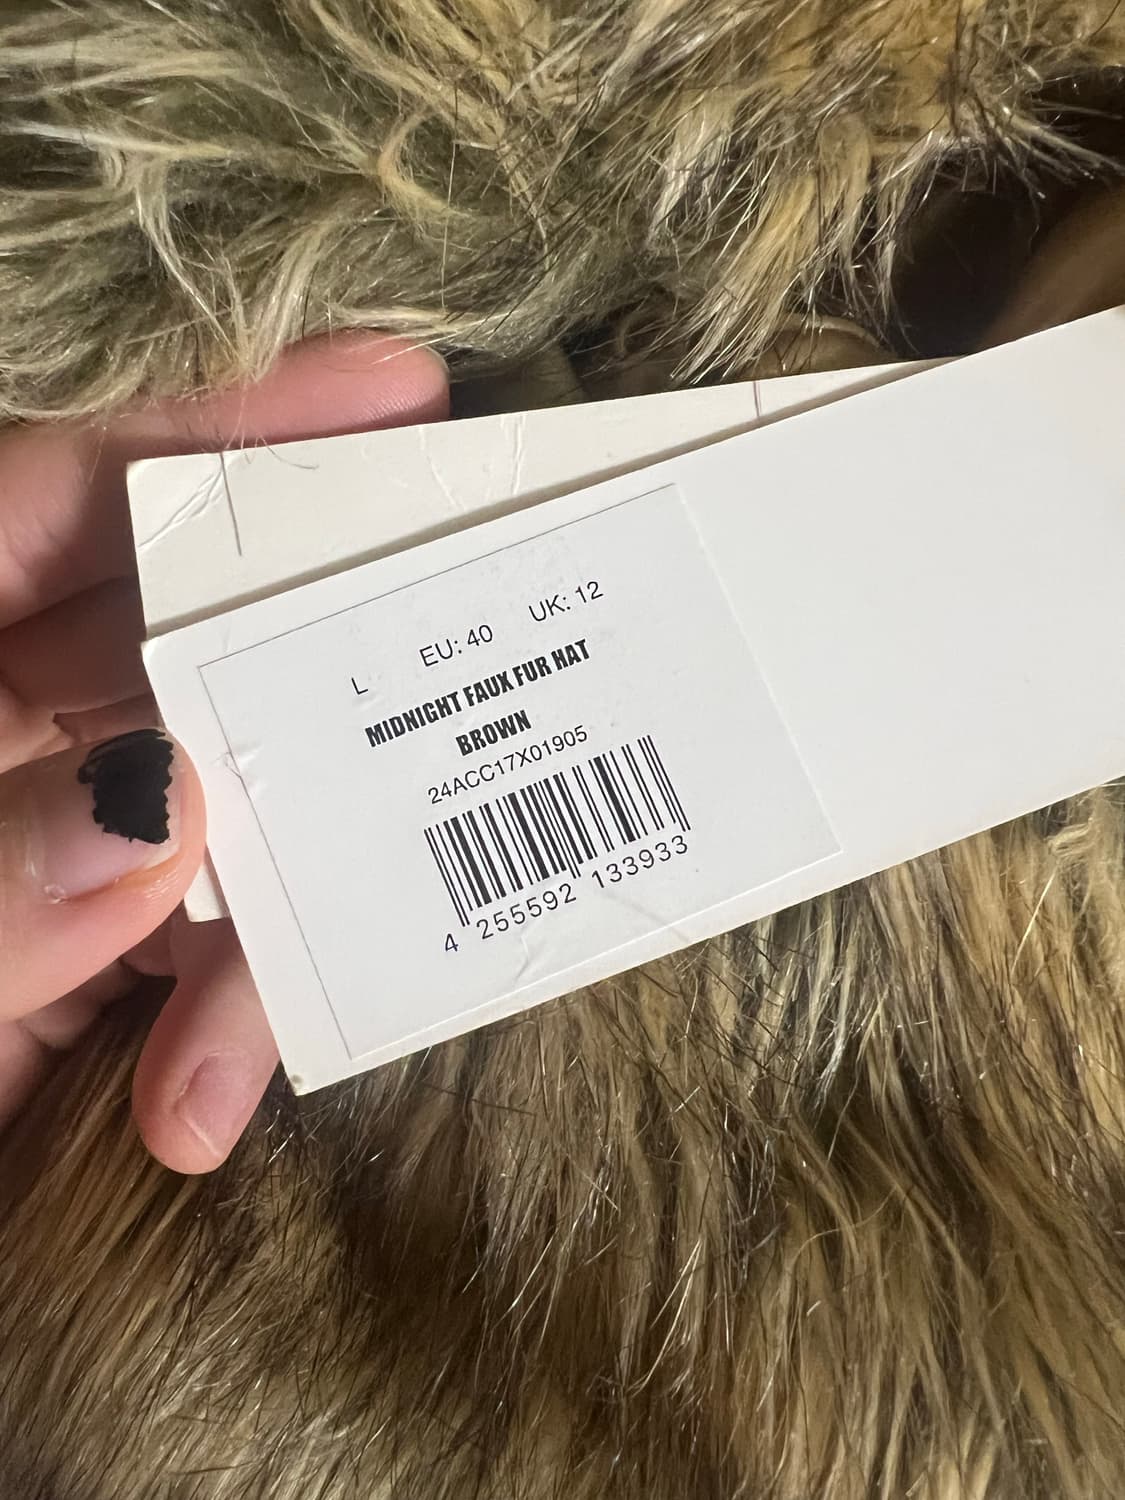 L EU: 40 UK: 12
MIDNIGHT FAUX FUR HAT
BROWN
24ACC17X01905
4 255592 133933